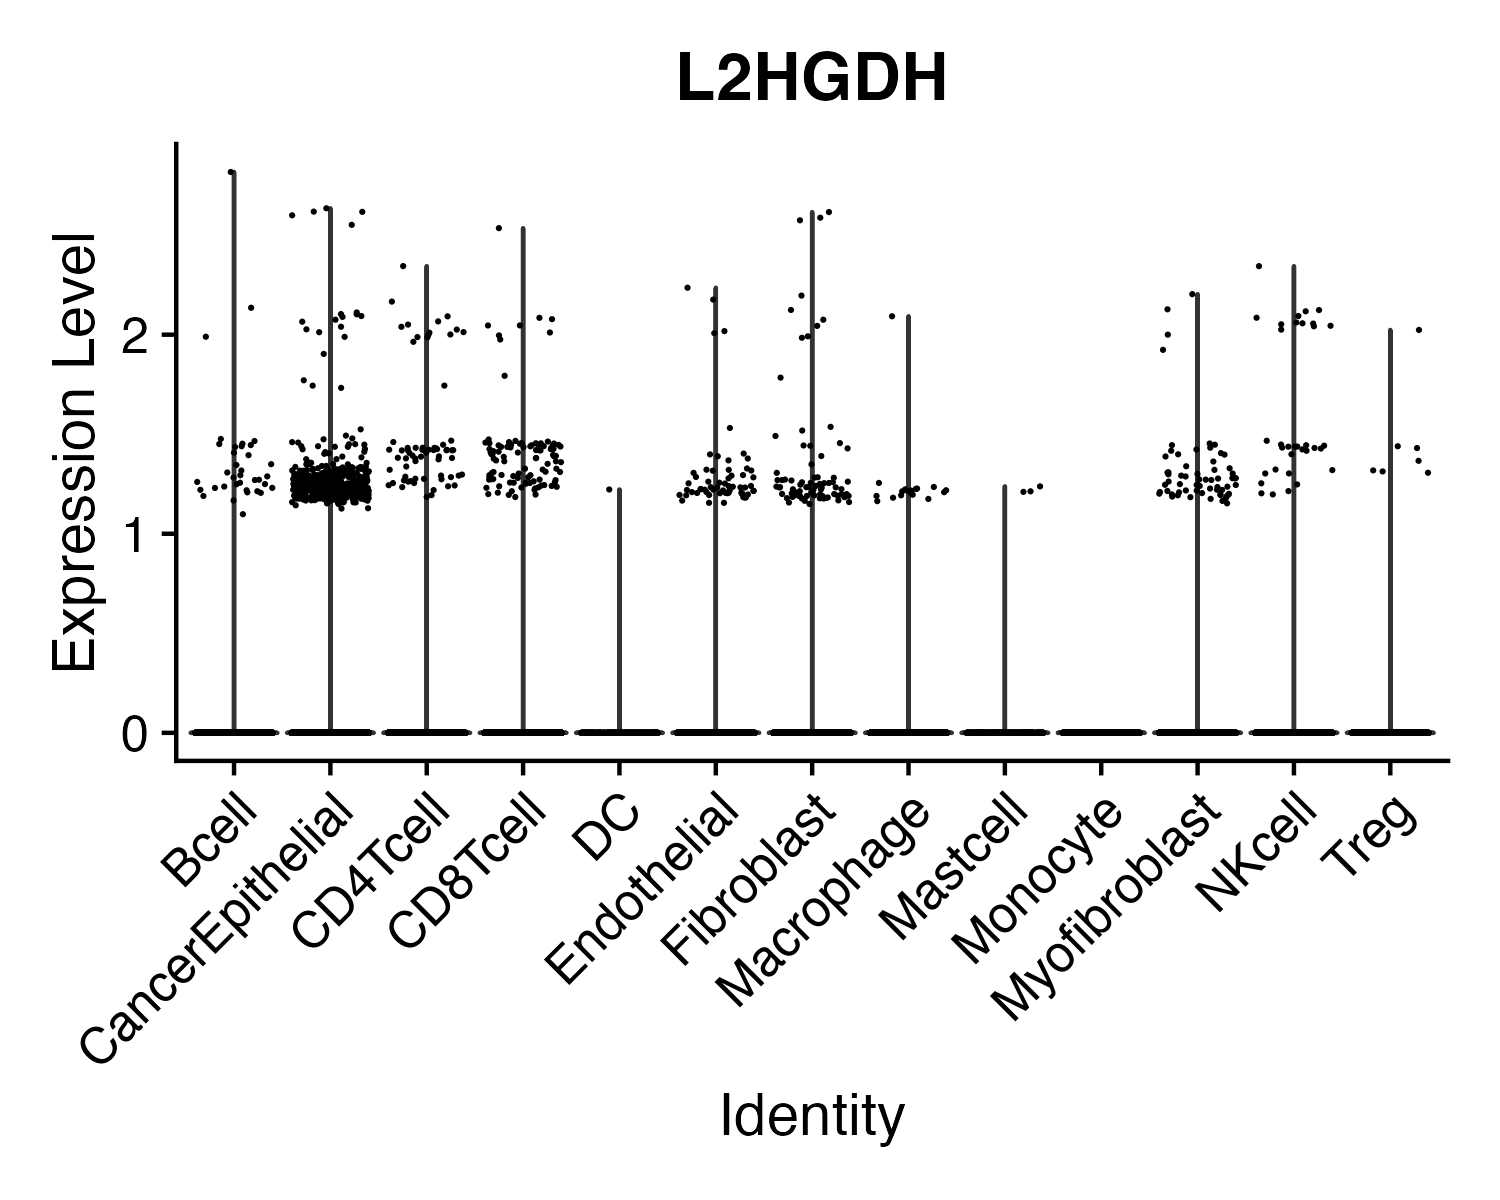 L2HGDH
Expression Level
2
1
0
Bcell
CancerEpithelial
CD4Tcell
CD8Tcell
DC
Endothelial
Fibroblast
Macrophage
Mastcell
Monocyte
Myofibroblast
NKcell
Treg
Identity